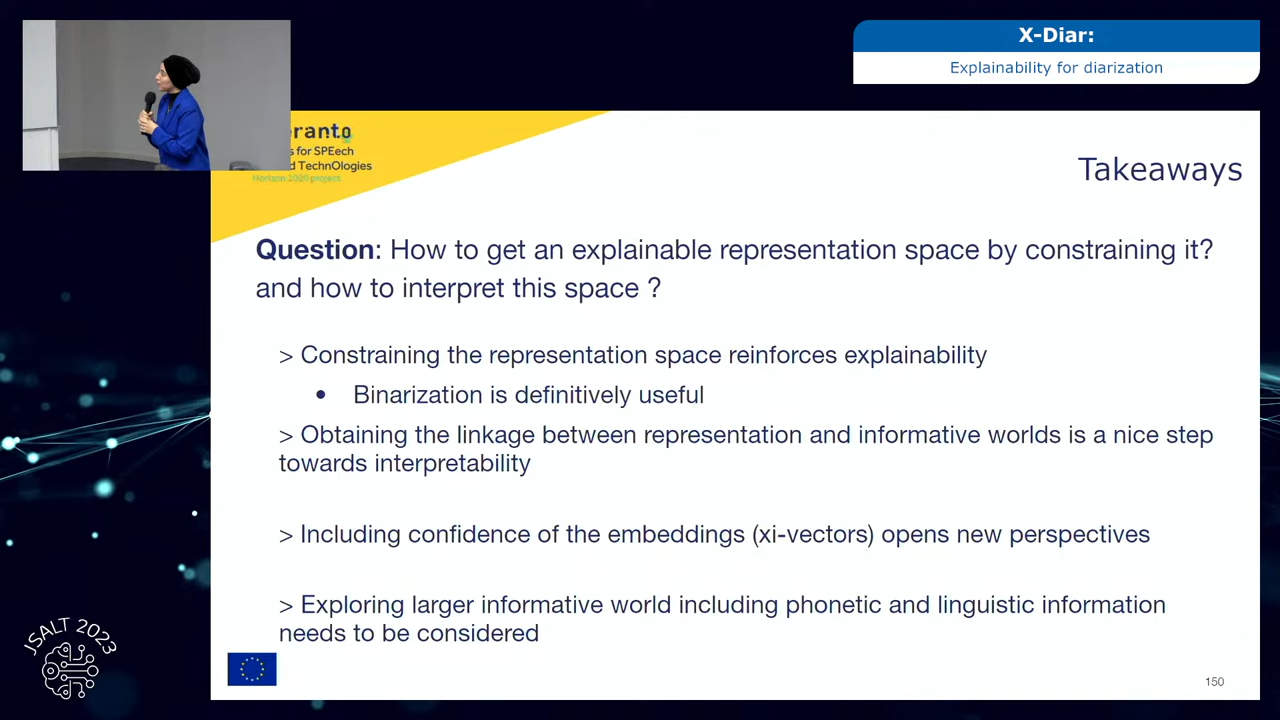 X-Diar:
Explainability for diarization
eranto
s for SPEech
d TechnOlogies
Horizon 2020 project
Takeaways
Question: How to get an explainable representation space by constraining it?
and how to interpret this space ?
> Constraining the representation space reinforces explainability
• Binarization is definitively useful
> Obtaining the linkage between representation and informative worlds is a nice step
towards interpretability
> Including confidence of the embeddings (xi-vectors) opens new perspectives
> Exploring larger informative world including phonetic and linguistic information
needs to be considered
JSALT 2023
150